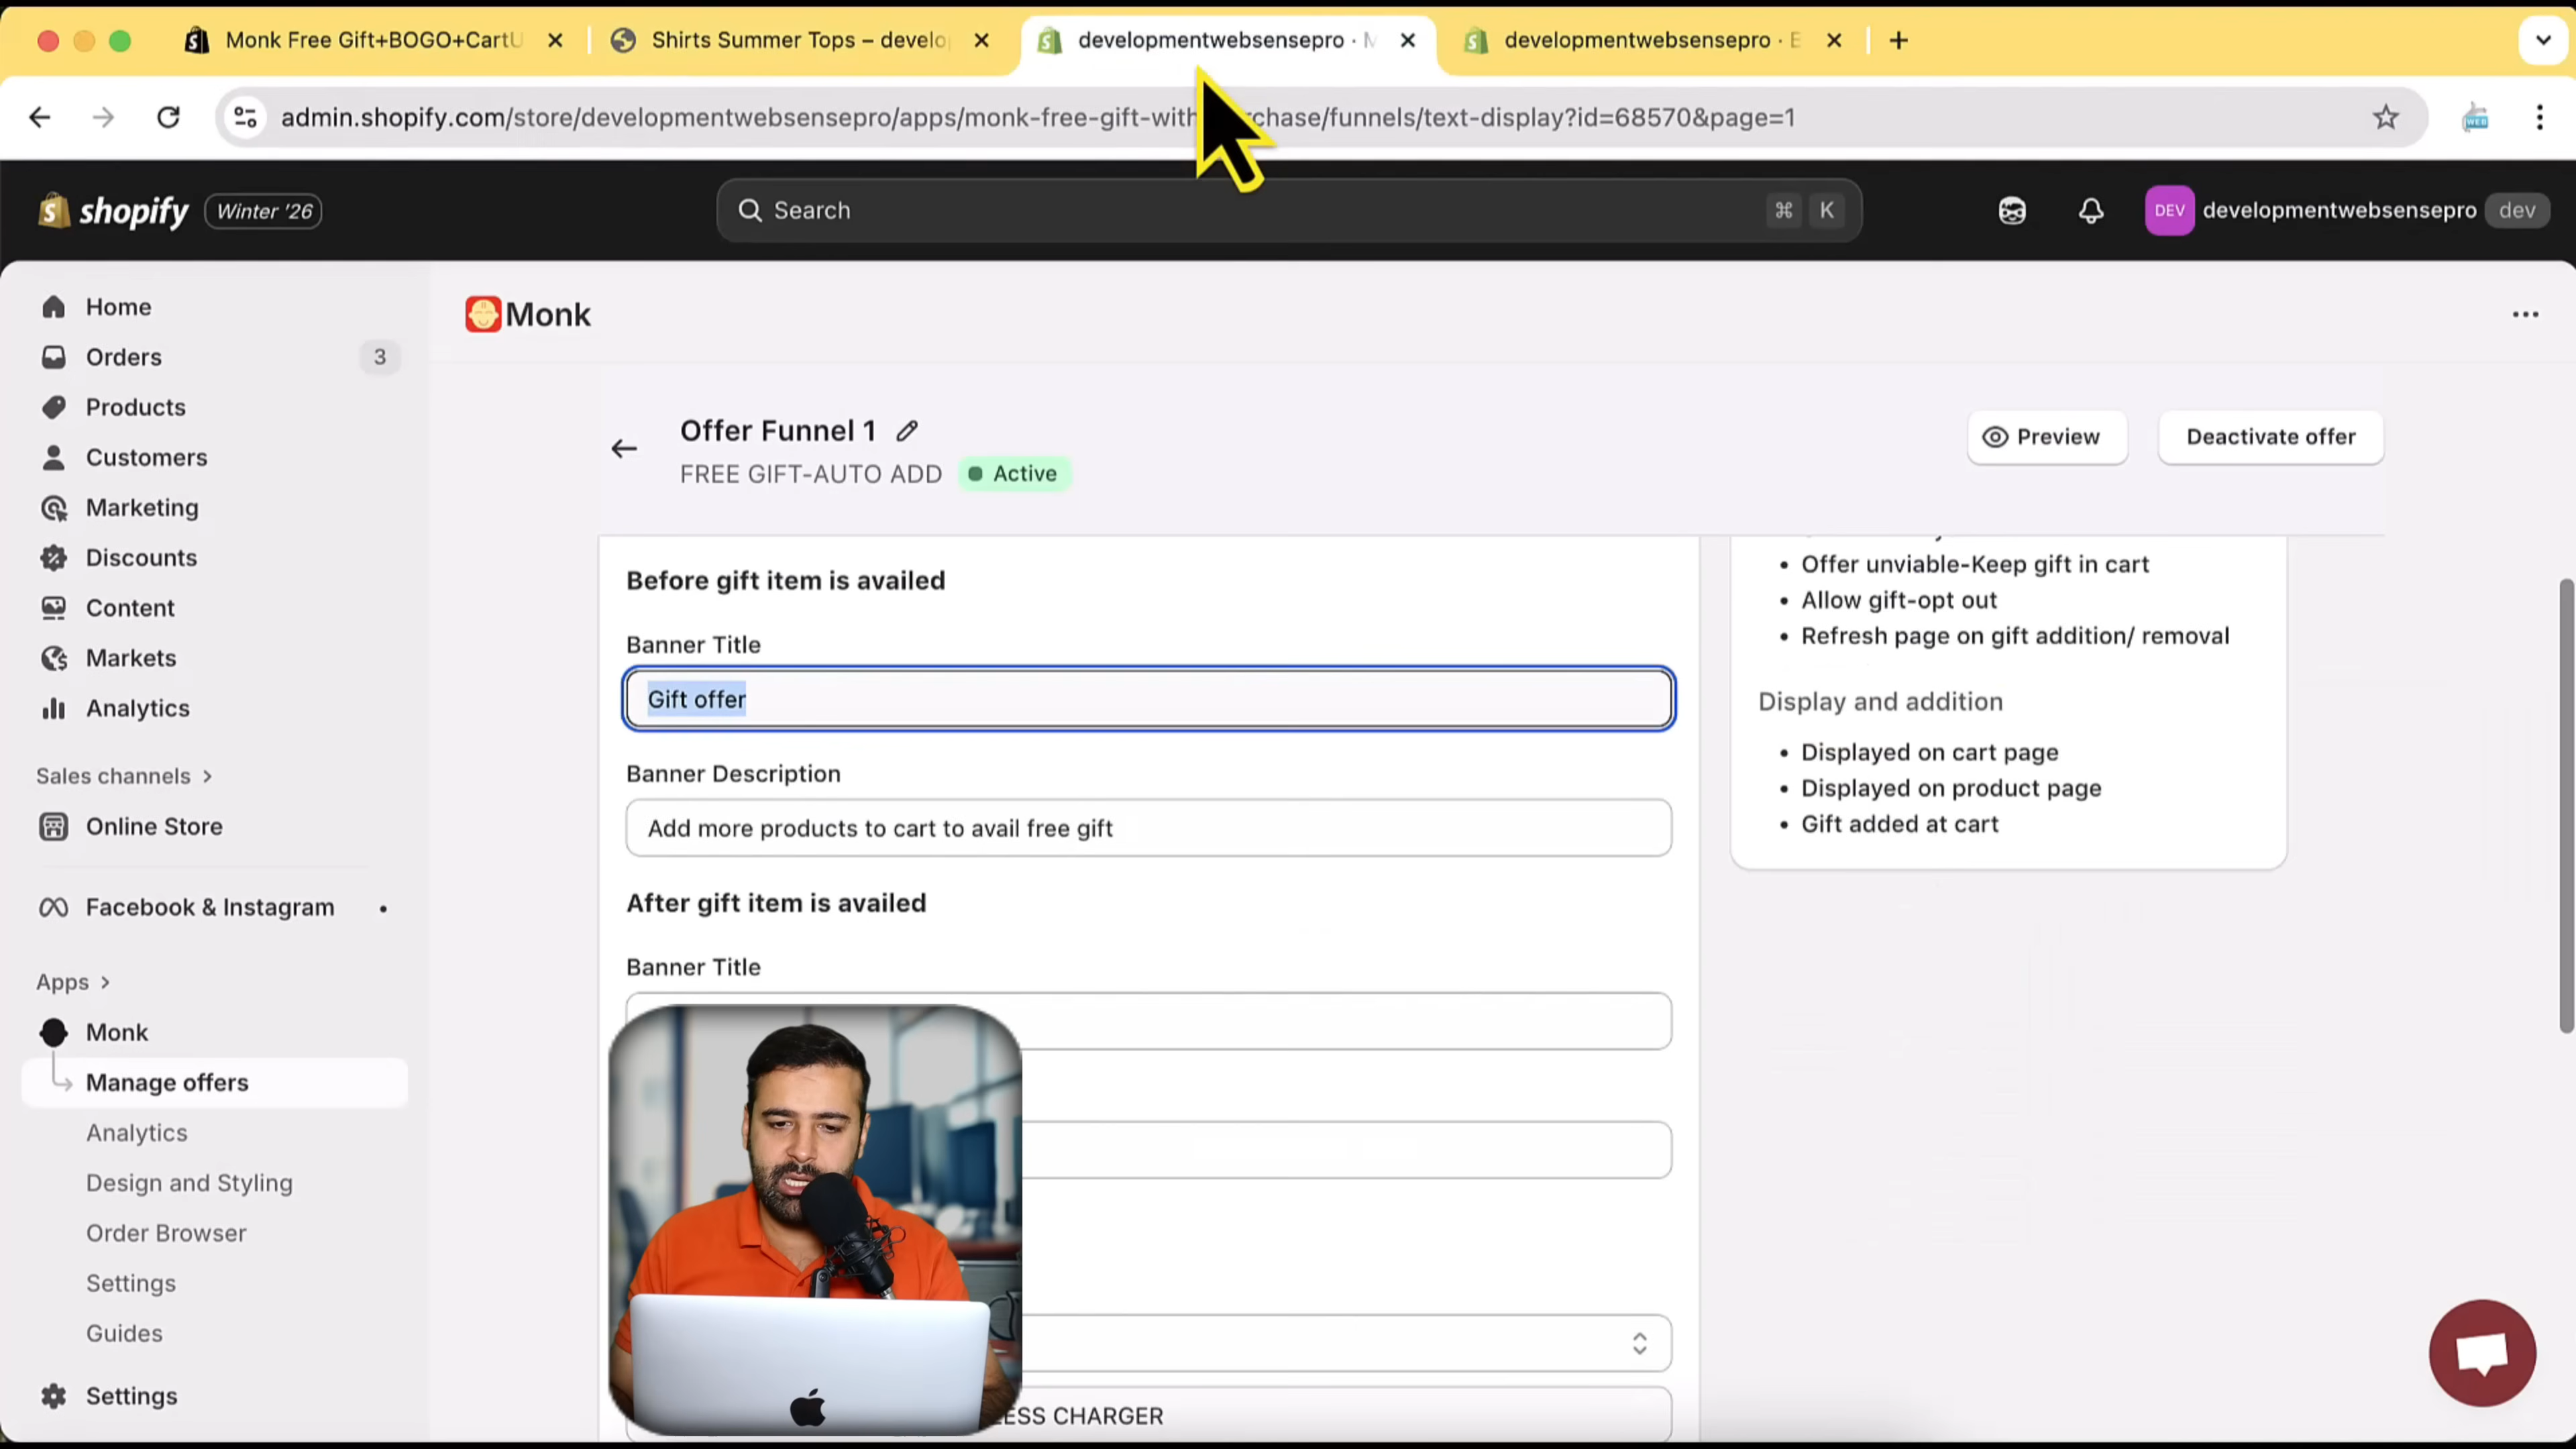 Monk Free Gift+BOGO+CartU
Shirts Summer Tops – develo
developmentwebsensepro · M
developmentwebsensepro · E
admin.shopify.com/store/developmentwebsensepro/apps/monk-free-gift-with chase/funnels/text-display?id=68570&page=1
WEB
shopify
Winter '26
Search
⌘ K
DEV
developmentwebsensepro
dev
Home
Orders
3
Products
Customers
Marketing
Discounts
Content
Markets
Analytics
Sales channels
Online Store
Facebook & Instagram
Apps
Monk
Manage offers
Analytics
Design and Styling
Order Browser
Settings
Guides
Settings
Monk
Offer Funnel 1
FREE GIFT-AUTO ADD
Active
Preview
Deactivate offer
Before gift item is availed
Banner Title
Gift offer
Banner Description
Add more products to cart to avail free gift
After gift item is availed
Banner Title
ESS CHARGER
• Offer unviable-Keep gift in cart
• Allow gift-opt out
• Refresh page on gift addition/ removal
Display and addition
• Displayed on cart page
• Displayed on product page
• Gift added at cart